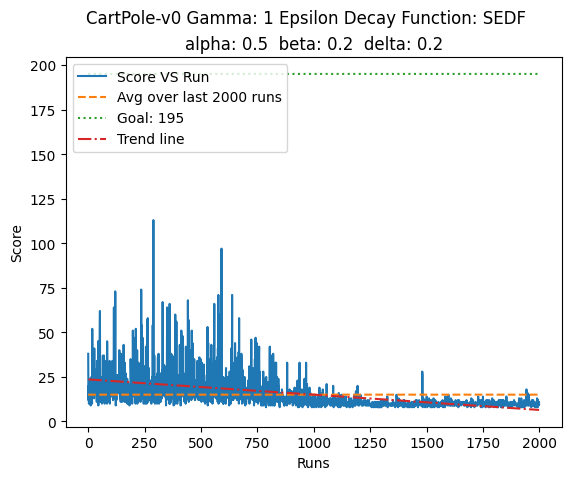 CartPole-v0 Gamma: 1 Epsilon Decay Function: SEDF
alpha: 0.5  beta: 0.2  delta: 0.2
Score VS Run
Avg over last 2000 runs
Goal: 195
Trend line
Score
200
175
150
125
100
75
50
25
0
0 250 500 750 1000 1250 1500 1750 2000
Runs